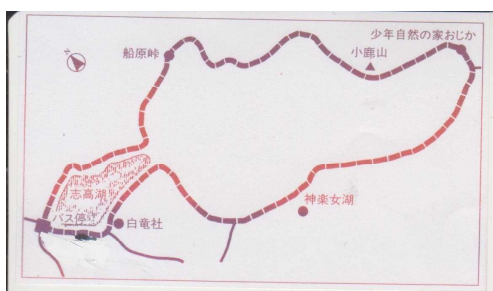 少年自然の家おじか
船原峠
小鹿山
志高湖
神楽女湖
バス停
白竜社